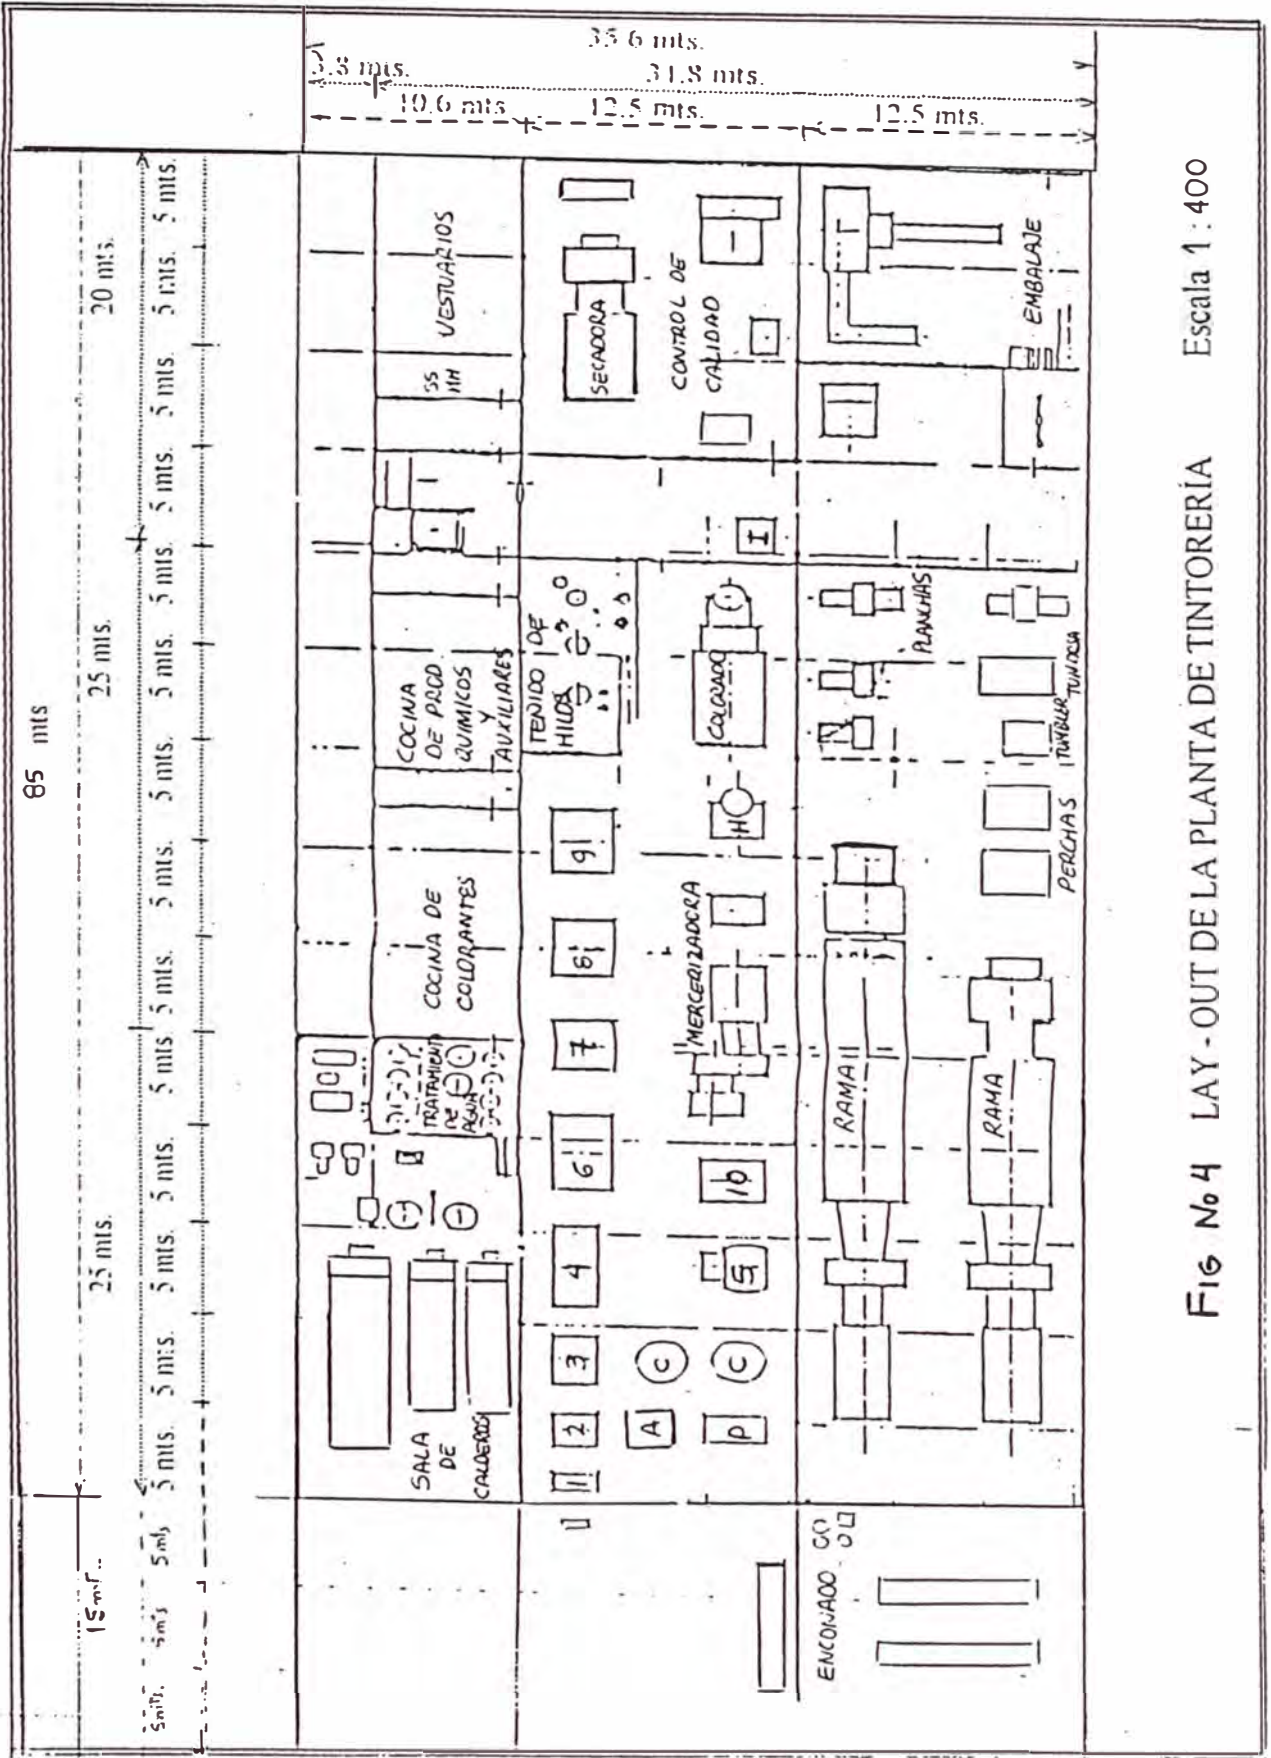 85 mts
15 mt.
25 mts.
25 mts.
20 mts.
5 mts. 5 mts 5 mts, 5 mts. 5 mts. 5 mts. 5 mts. 5 mts. 5 mts. 5 mts. 5 mts. 5 mts. 5 mts. 5 mts. 5 mts. 5 mts. 5 mts.
35.6 mts.
3.8 mts.
31.8 mts.
10.6 mts
12.5 mts.
12.5 mts.
SALA
DE
CALDEROS
TRATAMIENTO
DE
AGUA
COCINA DE
COLORANTES
COCINA
DE PROD.
QUIMICOS
Y
AUXILIARES
SS
HH
VESTUARIOS
1
2
3
4
6
7
8
9
TEÑIDO DE
HILOS
SECADORA
CONTROL DE
CALIDAD
A
C
P
C
5
10
MERCERIZADORA
H
COLORADO
I
ENCONADO
RAMA II
RAMA I
PLANCHAS
PERCHAS
TUMBLER
TUNDOSA
EMBALAJE
FIG No 4 LAY - OUT DE LA PLANTA DE TINTORERÍA Escala 1 : 400